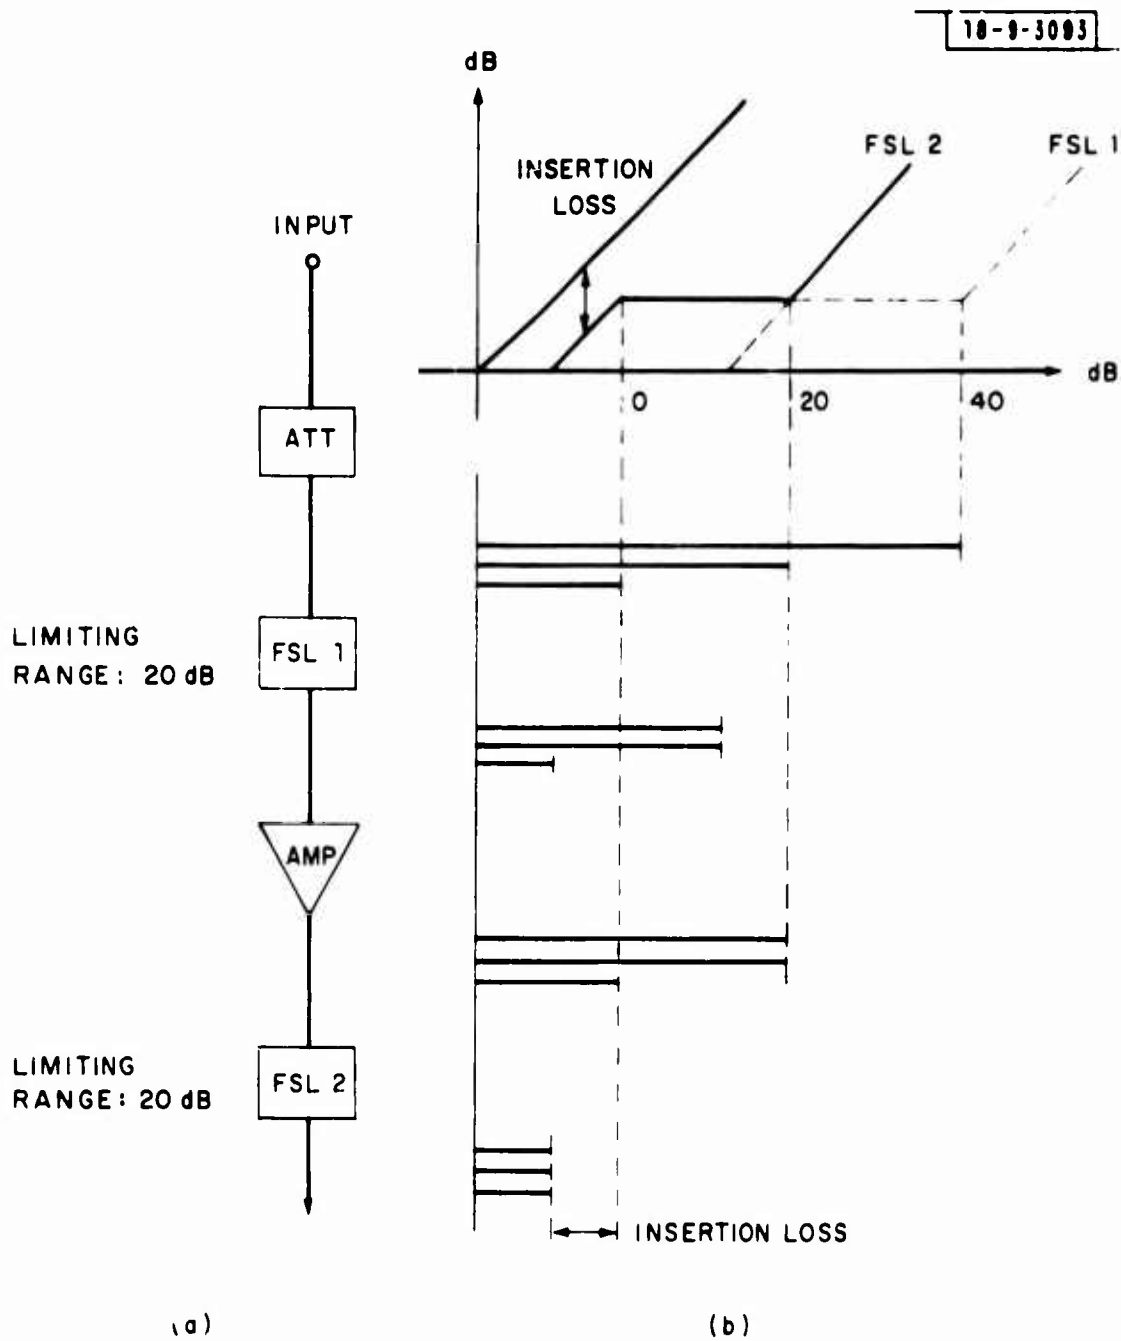 18-9-3093
dB
FSL 2
FSL 1
INSERTION
LOSS
INPUT
dB
0
20
40
ATT
LIMITING
RANGE: 20 dB
FSL 1
AMP
LIMITING
RANGE: 20 dB
FSL 2
INSERTION LOSS
(a)
(b)